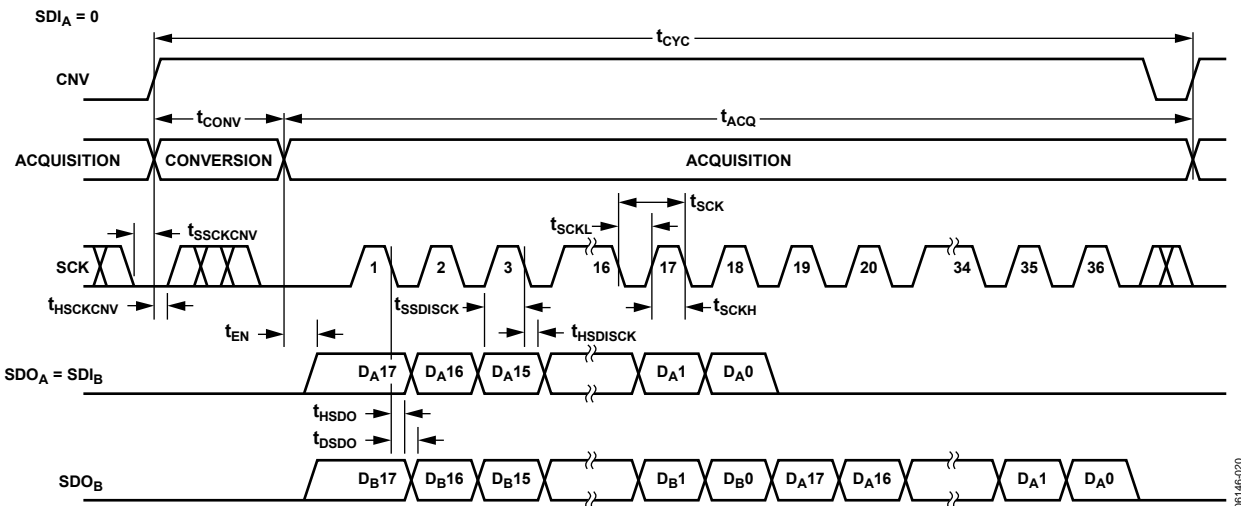 SDIA = 0
tCYC
CNV
tCONV
tACQ
ACQUISITION
CONVERSION
ACQUISITION
tSCK
tSCKL
tSSCKCNV
SCK
1
2
3
16
17
18
19
20
34
35
36
tHSCKCNV
tSSDISCK
tSCKH
tEN
tHSDISCK
SDOA = SDIB
DA17
DA16
DA15
DA1
DA0
tHSDO
tDSDO
SDOB
DB17
DB16
DB15
DB1
DB0
DA17
DA16
DA1
DA0
06146-020